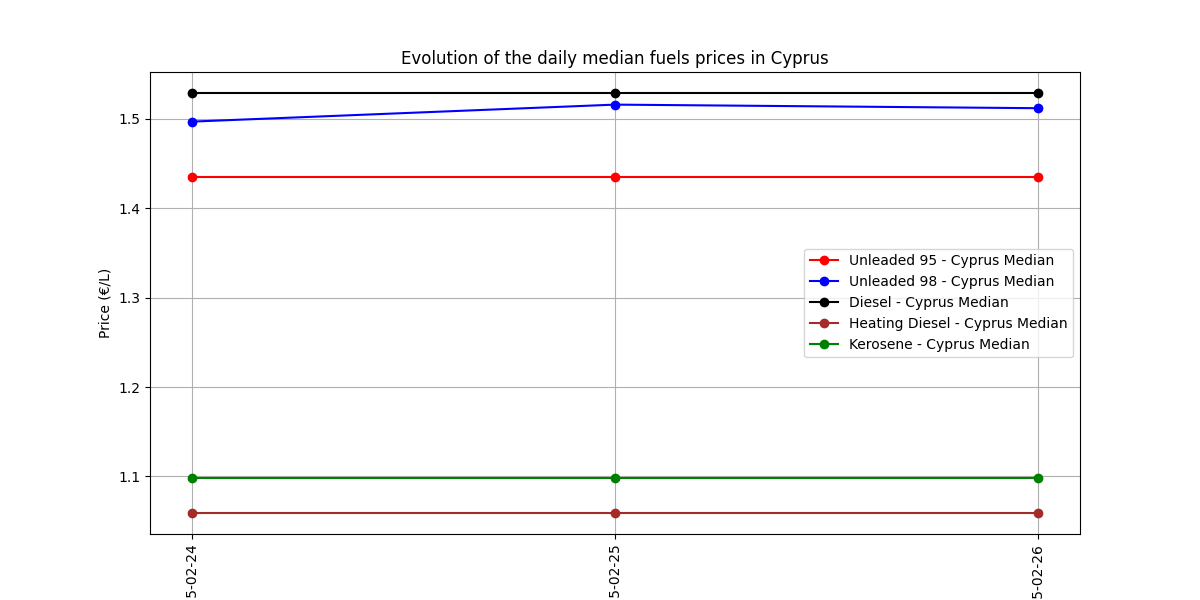 Evolution of the daily median fuels prices in Cyprus
Price (€/L)
1.5
1.4
1.3
1.2
1.1
Unleaded 95 - Cyprus Median
Unleaded 98 - Cyprus Median
Diesel - Cyprus Median
Heating Diesel - Cyprus Median
Kerosene - Cyprus Median
5-02-24
5-02-25
5-02-26